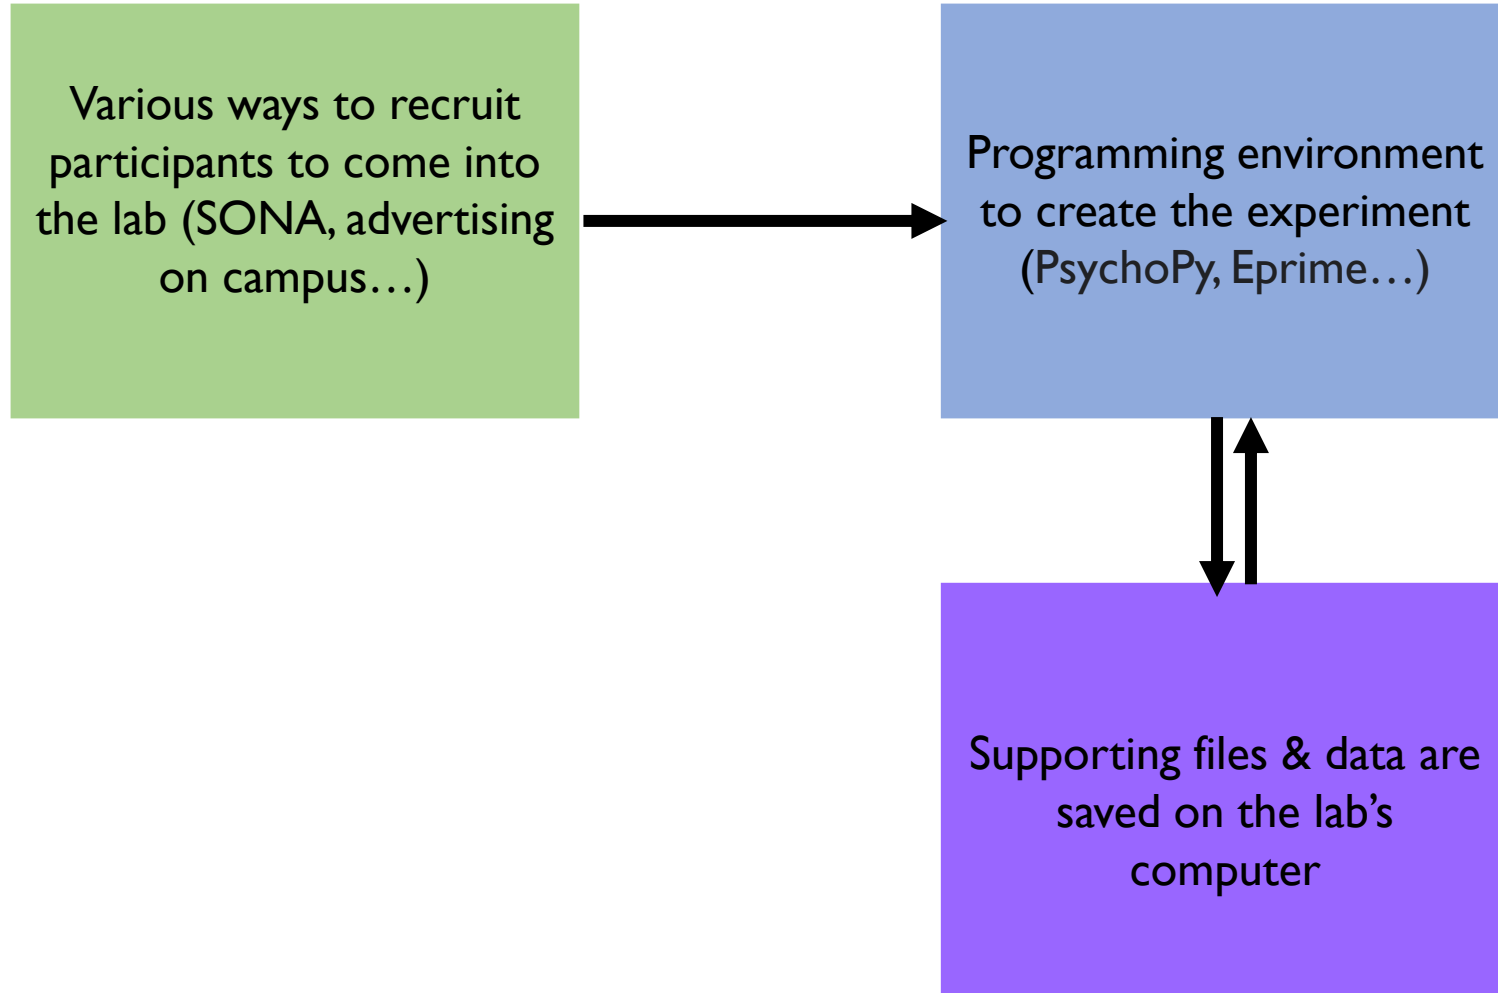 Various ways to recruit
participants to come into
the lab (SONA, advertising
on campus…)
Programming environment
to create the experiment
(PsychoPy, Eprime…)
Supporting files & data are
saved on the lab’s
computer